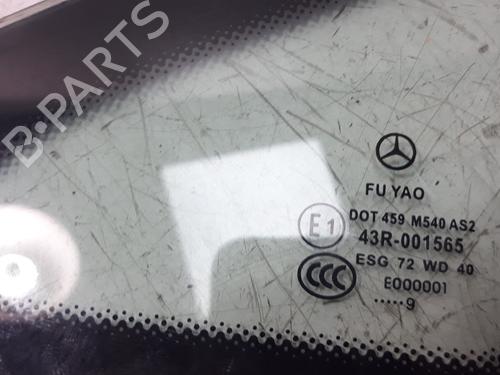 B-PARTS
FU YAO
DOT 459 M540 AS2
E1
43R-001565
ESG 72 WD 40
CCC
E000001
.....9